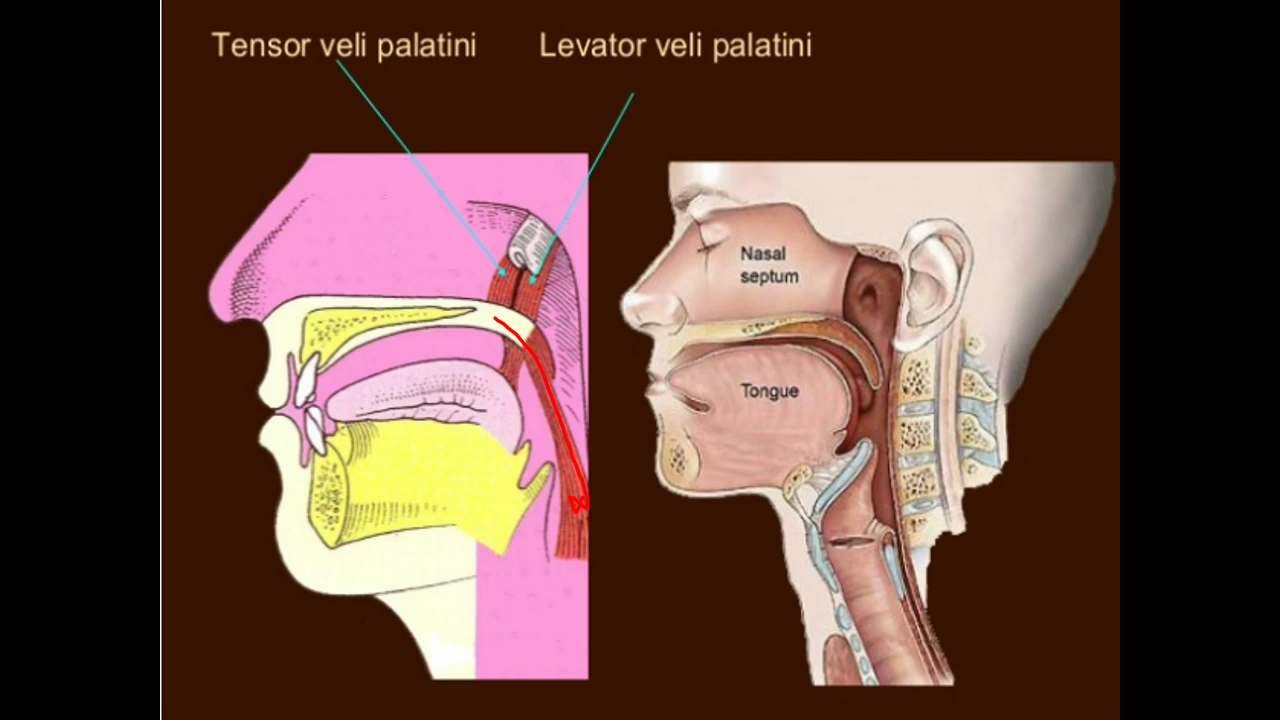 Tensor veli palatini
Levator veli palatini
Nasal
septum
Tongue